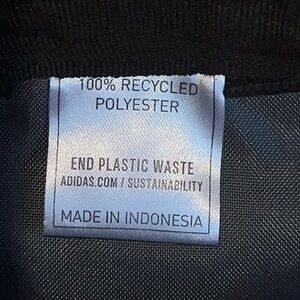 100% RECYCLED
POLYESTER
END PLASTIC WASTE
ADIDAS.COM / SUSTAINABILITY
MADE IN INDONESIA